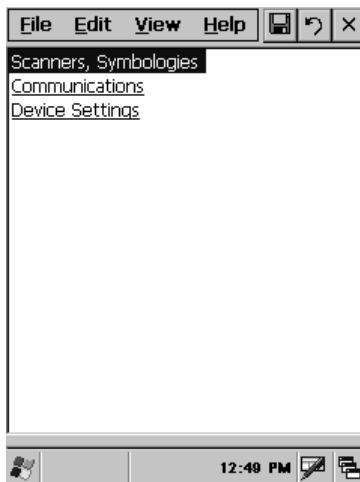 File Edit View Help
Scanners, Symbologies
Communications
Device Settings
12:49 PM